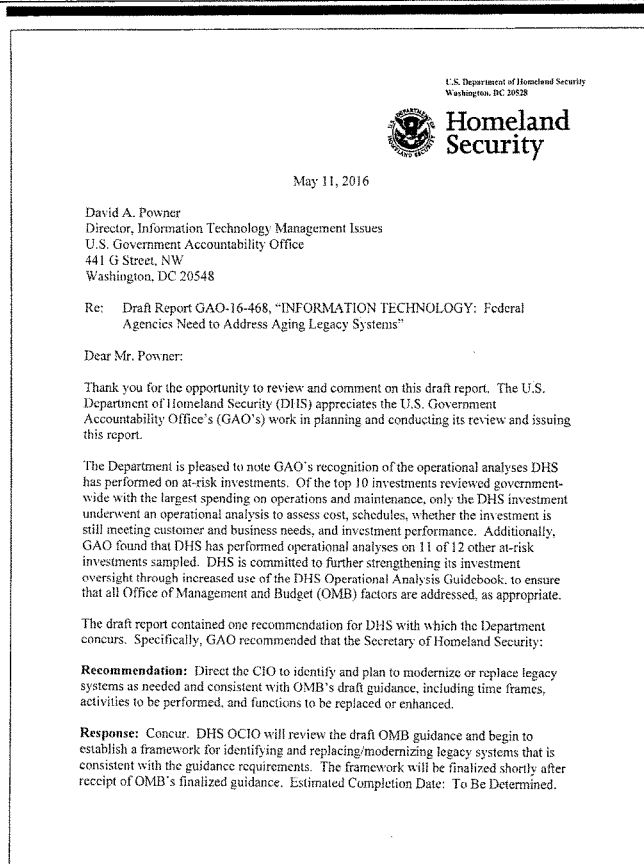 U.S. Department of Homeland Security
Washington, DC 20528
Homeland
Security
May 11, 2016
David A. Powner
Director, Information Technology Management Issues
U.S. Government Accountability Office
441 G Street, NW
Washington, DC 20548
Re: Draft Report GAO-16-468, “INFORMATION TECHNOLOGY: Federal
Agencies Need to Address Aging Legacy Systems”
Dear Mr. Powner:
Thank you for the opportunity to review and comment on this draft report. The U.S.
Department of Homeland Security (DHS) appreciates the U.S. Government
Accountability Office’s (GAO’s) work in planning and conducting its review and issuing
this report.
The Department is pleased to note GAO’s recognition of the operational analyses DHS
has performed on at-risk investments. Of the top 10 investments reviewed government-
wide with the largest spending on operations and maintenance, only the DHS investment
underwent an operational analysis to assess cost, schedules, whether the investment is
still meeting customer and business needs, and investment performance. Additionally,
GAO found that DHS has performed operational analyses on 11 of 12 other at-risk
investments sampled. DHS is committed to further strengthening its investment
oversight through increased use of the DHS Operational Analysis Guidebook, to ensure
that all Office of Management and Budget (OMB) factors are addressed, as appropriate.
The draft report contained one recommendation for DHS with which the Department
concurs. Specifically, GAO recommended that the Secretary of Homeland Security:
Recommendation: Direct the CIO to identify and plan to modernize or replace legacy
systems as needed and consistent with OMB’s draft guidance, including time frames,
activities to be performed, and functions to be replaced or enhanced.
Response: Concur. DHS OCIO will review the draft OMB guidance and begin to
establish a framework for identifying and replacing/modernizing legacy systems that is
consistent with the guidance requirements. The framework will be finalized shortly after
receipt of OMB’s finalized guidance. Estimated Completion Date: To Be Determined.